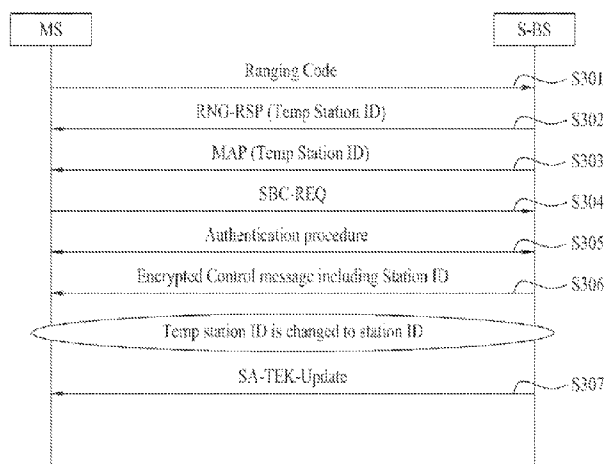 MS S-BS
Ranging Code
S301
RNG-RSP (Temp Station ID)
S302
MAP (Temp Station ID)
S303
SBC-REQ
S304
Authentication procedure
S305
Encrypted Control message including Station ID
S306
Temp station ID is changed to station ID
SA-TEK-Update
S307